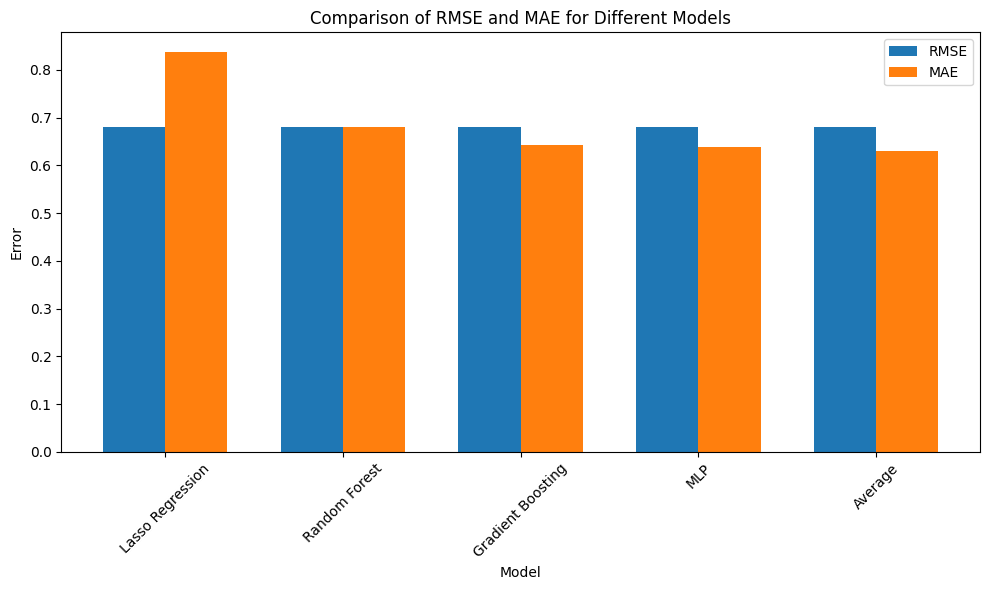 Comparison of RMSE and MAE for Different Models
RMSE
MAE
Error
0.8
0.7
0.6
0.5
0.4
0.3
0.2
0.1
0.0
Lasso Regression
Random Forest
Gradient Boosting
MLP
Average
Model